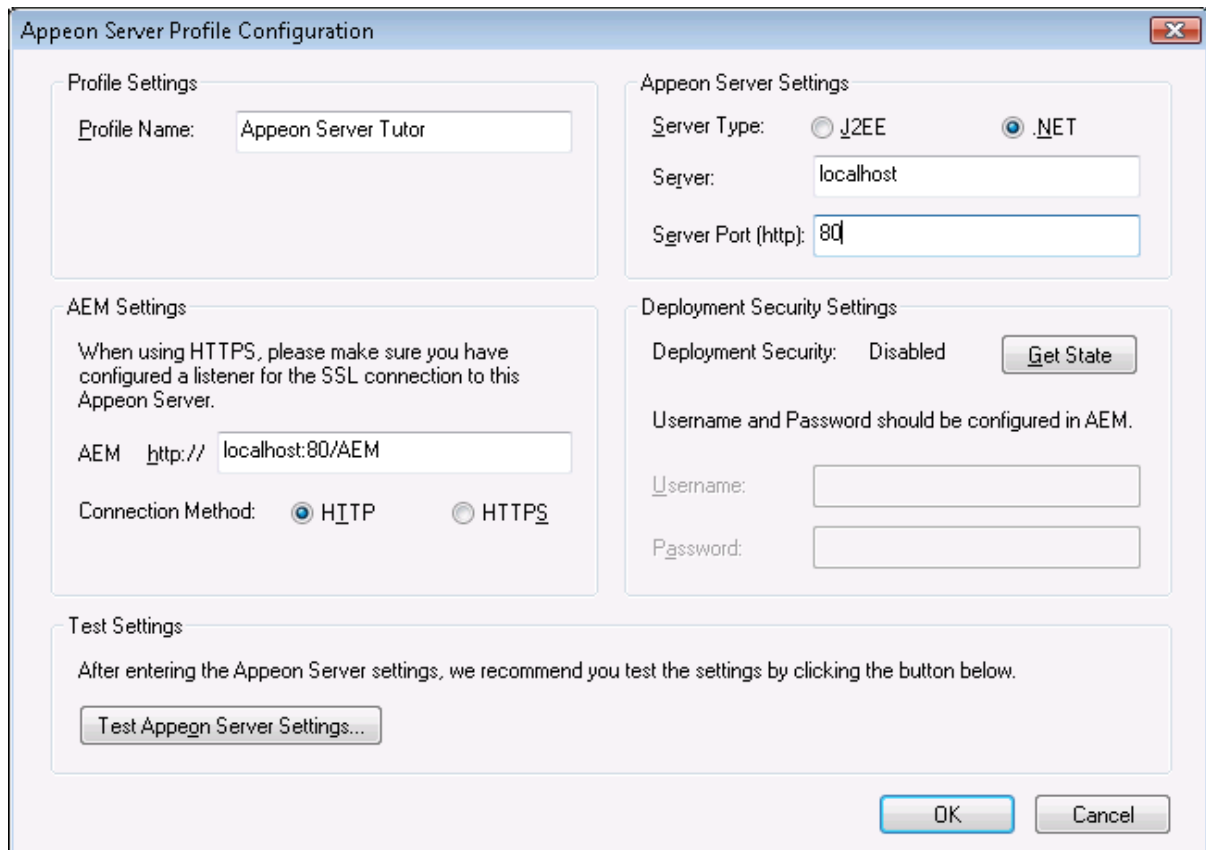 Appeon Server Profile Configuration
Profile Settings
Profile Name: Appeon Server Tutor
Appeon Server Settings
Server Type: J2EE .NET
Server: localhost
Server Port (http): 80
AEM Settings
When using HTTPS, please make sure you have
configured a listener for the SSL connection to this
Appeon Server.
AEM http:// localhost:80/AEM
Connection Method: HTTP HTTPS
Deployment Security Settings
Deployment Security: Disabled Get State
Username and Password should be configured in AEM.
Username:
Password:
Test Settings
After entering the Appeon Server settings, we recommend you test the settings by clicking the button below.
Test Appeon Server Settings...
OK Cancel